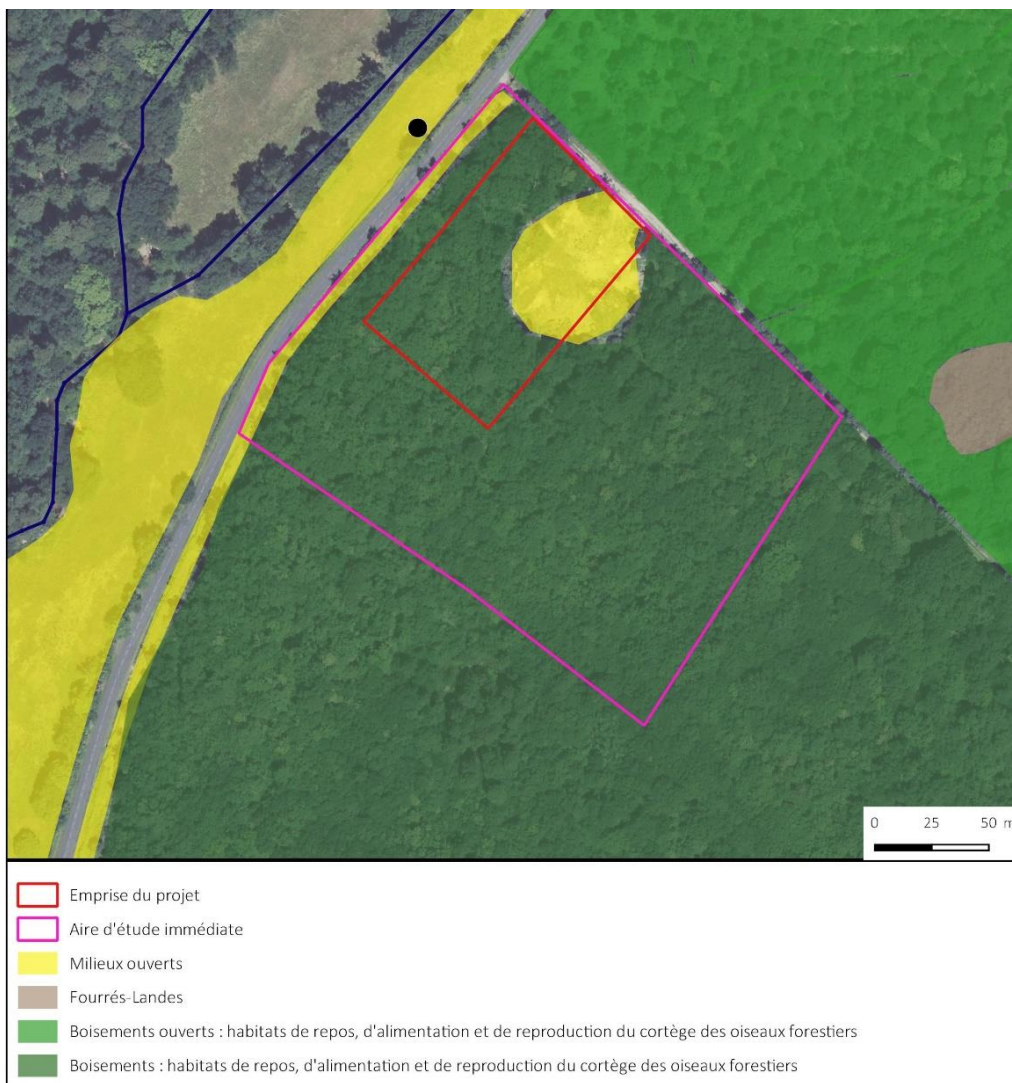 0 25 50 m
Emprise du projet
Aire d'étude immédiate
Milieux ouverts
Fourrés-Landes
Boisements ouverts : habitats de repos, d'alimentation et de reproduction du cortège des oiseaux forestiers
Boisements : habitats de repos, d'alimentation et de reproduction du cortège des oiseaux forestiers